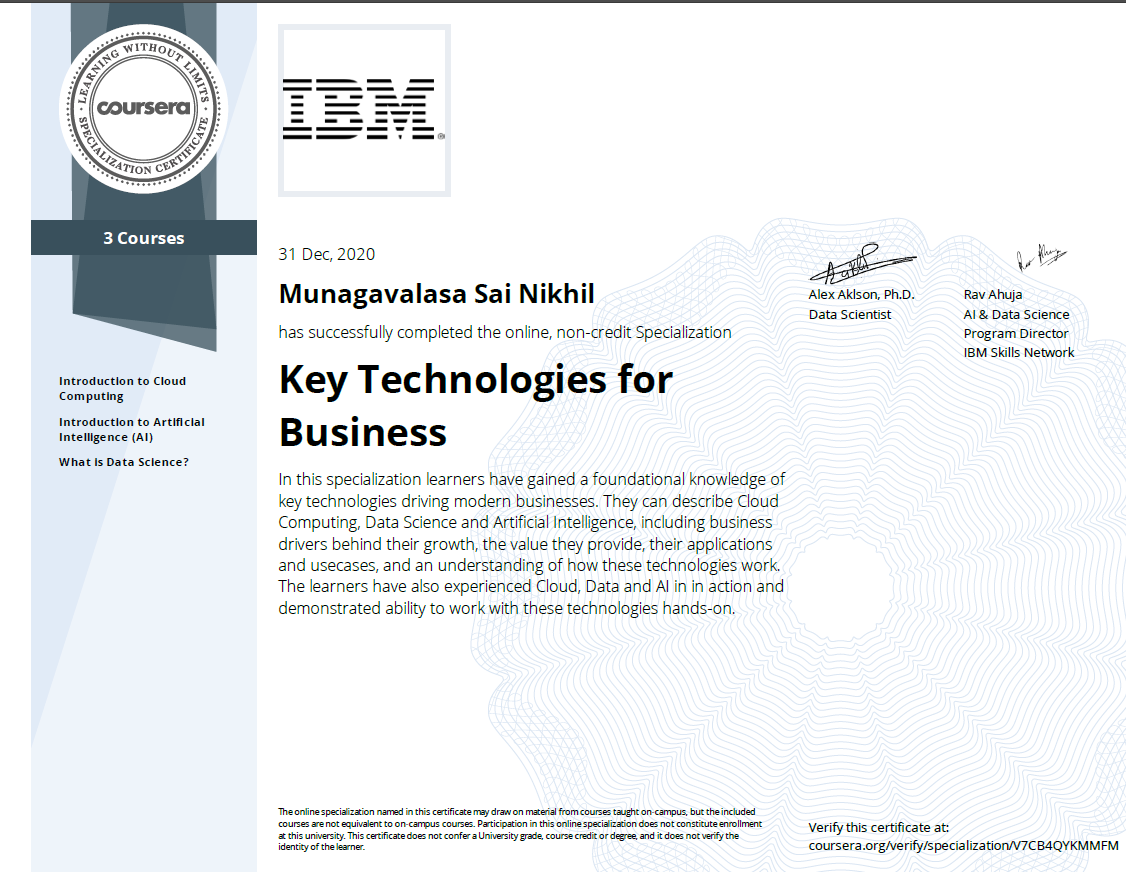 LEARNING WITHOUT LIMITS
coursera
SPECIALIZATION CERTIFICATE
IBM
3 Courses
Introduction to Cloud
Computing
Introduction to Artificial
Intelligence (AI)
What is Data Science?
31 Dec, 2020
Munagavalasa Sai Nikhil
has successfully completed the online, non-credit Specialization
Key Technologies for
Business
In this specialization learners have gained a foundational knowledge of
key technologies driving modern businesses. They can describe Cloud
Computing, Data Science and Artificial Intelligence, including business
drivers behind their growth, the value they provide, their applications
and usecases, and an understanding of how these technologies work.
The learners have also experienced Cloud, Data and AI in in action and
demonstrated ability to work with these technologies hands-on.
Alex Aklson, Ph.D.
Data Scientist
Rav Ahuja
AI & Data Science
Program Director
IBM Skills Network
The online specialization named in this certificate may draw on material from courses taught on-campus, but the included
courses are not equivalent to on-campus courses. Participation in this online specialization does not constitute enrollment
at this university. This certificate does not confer a University grade, course credit or degree, and it does not verify the
identity of the learner.
Verify this certificate at:
coursera.org/verify/specialization/V7CB4QYKMMFM